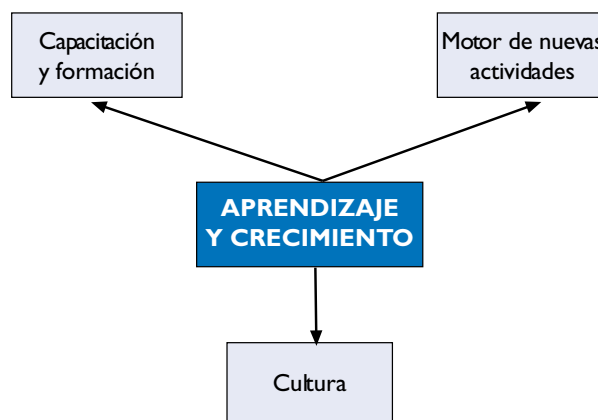 Capacitación
y formación
Motor de nuevas
actividades
APRENDIZAJE
Y CRECIMIENTO
Cultura